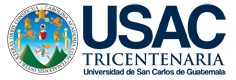 USAC
TRICENTENARIA
Universidad de San Carlos de Guatemala